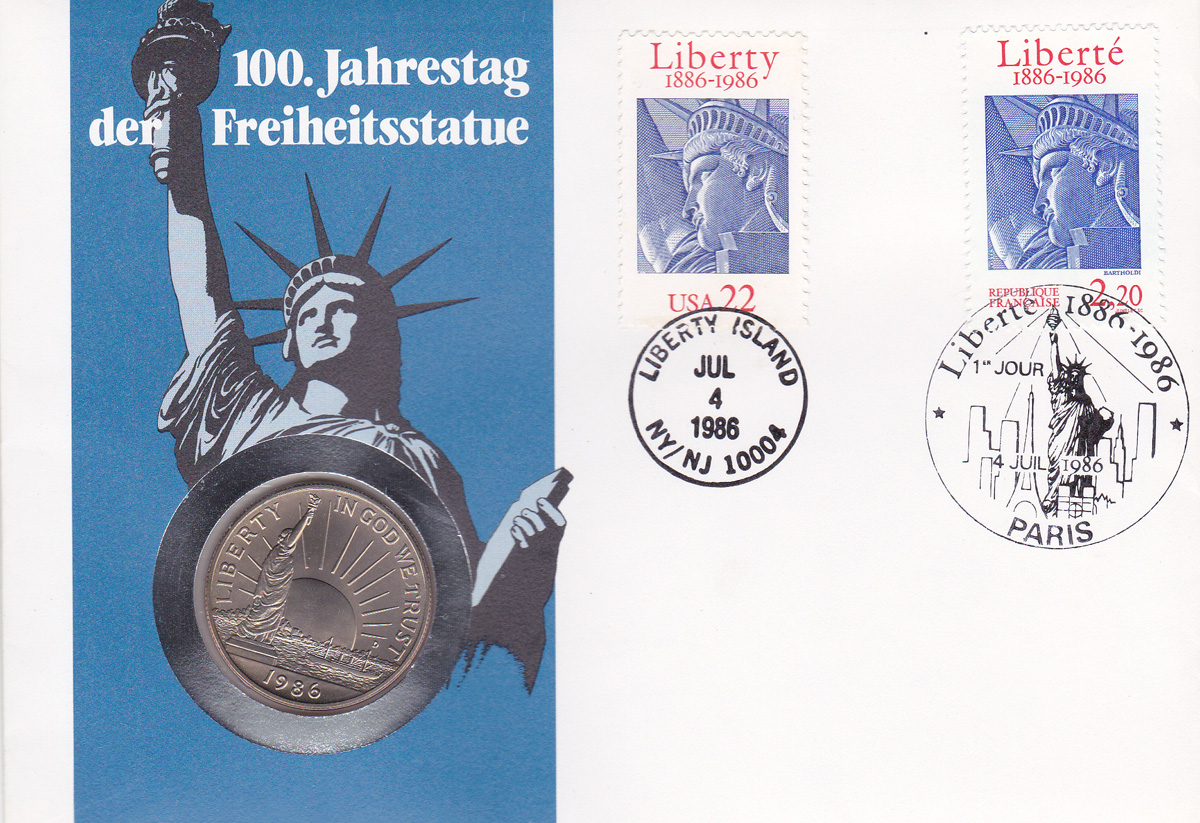 100. Jahrestag
der Freiheitsstatue
LIBERTY IN GOD WE TRUST
D
1986
Liberty
1886-1986
USA 22
LIBERTY ISLAND
JUL
4
1986
NY/NJ 10004
Liberté
1886-1986
BARTHOLDI
REPUBLIQUE
FRANÇAISE
2,20
Liberté 1886-1986
1ER JOUR
4 JUIL. 1986
PARIS